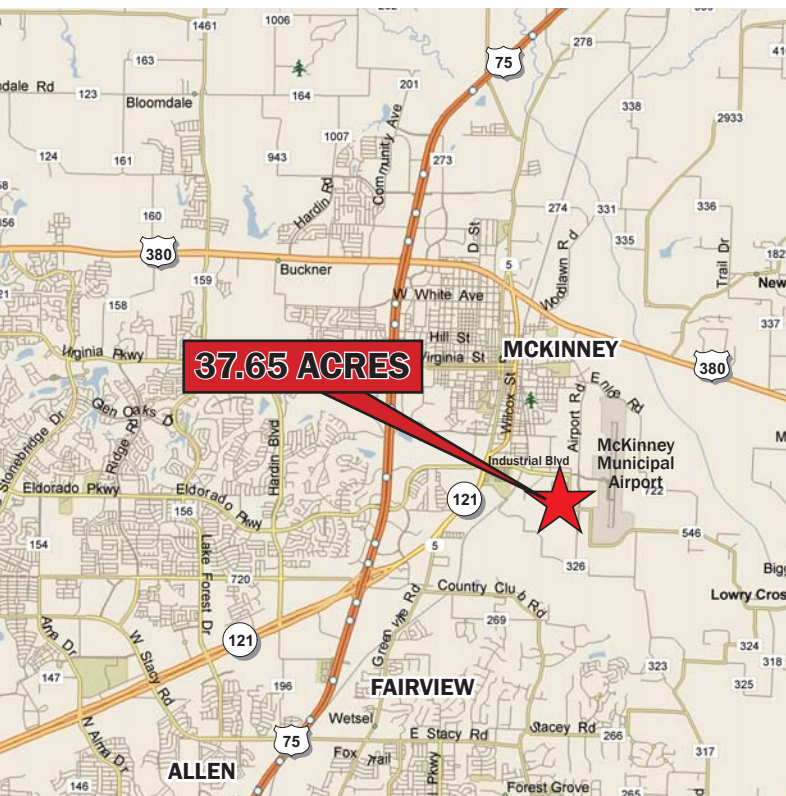 1461
1006
278
75
163
41
ndale Rd
123
Bloomdale
164
201
Community Ave
338
2933
1007
124
161
943
273
Hardin Rd
160
274
331
336
D St
335
Trail Dr
380
Buckner
5
Woodlawn Rd
182
159
New
21
158
W White Ave
337
Hill St
Virginia Pkwy
37.65 ACRES
Virginia St
MCKINNEY
380
Glen Oaks D
Stonebridge Dr
Ridge Rd
Hardin Blvd
Wilcox St
Airport Rd
McKinney
Municipal
Airport
Industrial Blvd
Eldorado Pkwy
Eldorado Pkwy
121
722
156
546
154
5
326
Lake Forest Dr
720
Country Club Rd
Bigg
Lowry Cros
269
121
Greenville Rd
324
Alma Dr
W Stacy Rd
323
318
147
196
FAIRVIEW
325
Wetsel
75
E Stacy Rd
Stacey Rd
266
N Alma Dr
Fox Trail
317
ALLEN
Pkwy
146
Forest Grove
265